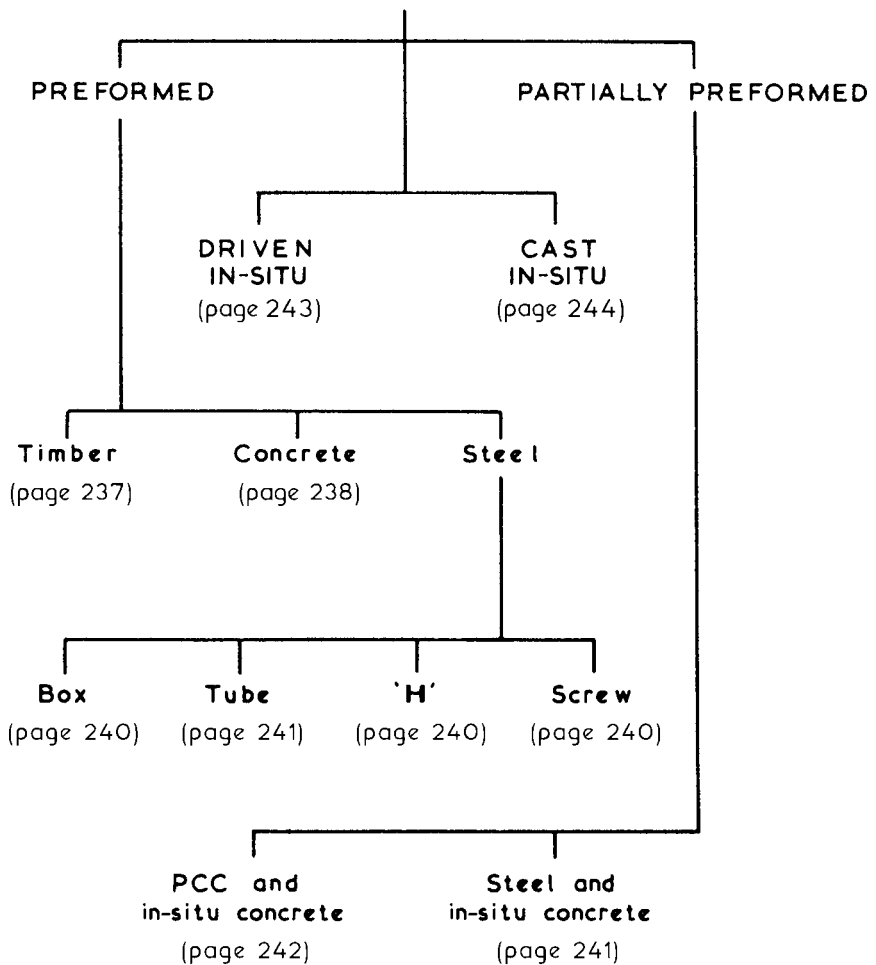 PREFORMED
PARTIALLY PREFORMED
DRIVEN
IN-SITU
(page 243)
CAST
IN-SITU
(page 244)
Timber
(page 237)
Concrete
(page 238)
Steel
Box
(page 240)
Tube
(page 241)
'H'
(page 240)
Screw
(page 240)
PCC and
in-situ concrete
(page 242)
Steel and
in-situ concrete
(page 241)